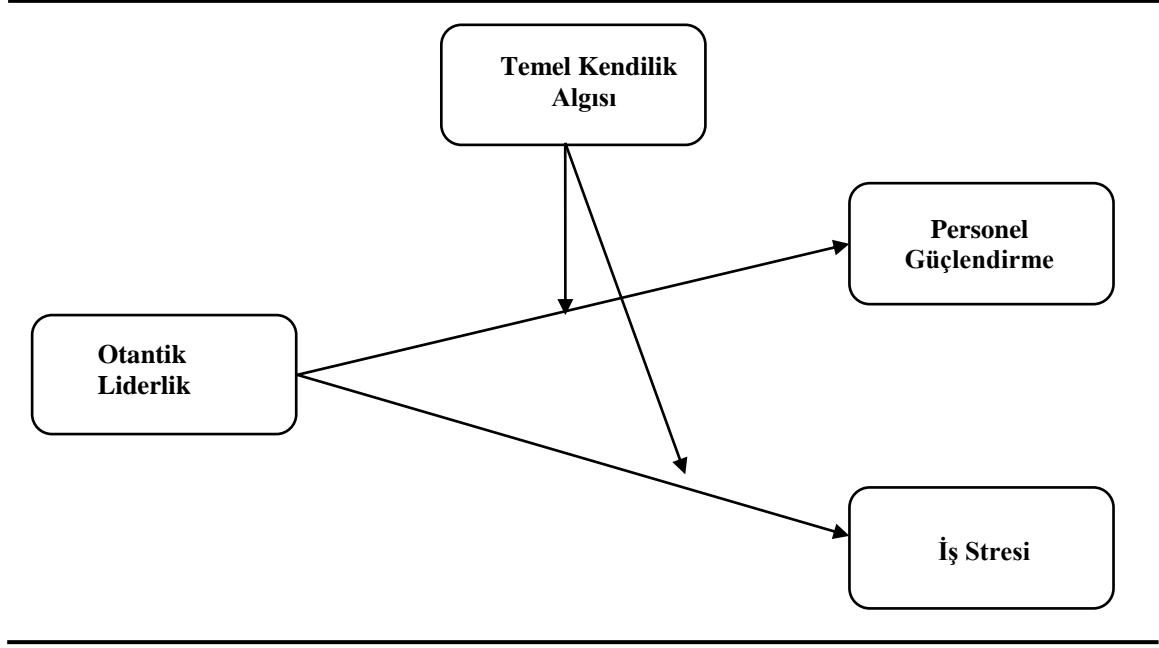 Temel Kendilik
Algısı
Personel
Güçlendirme
Otantik
Liderlik
İş Stresi